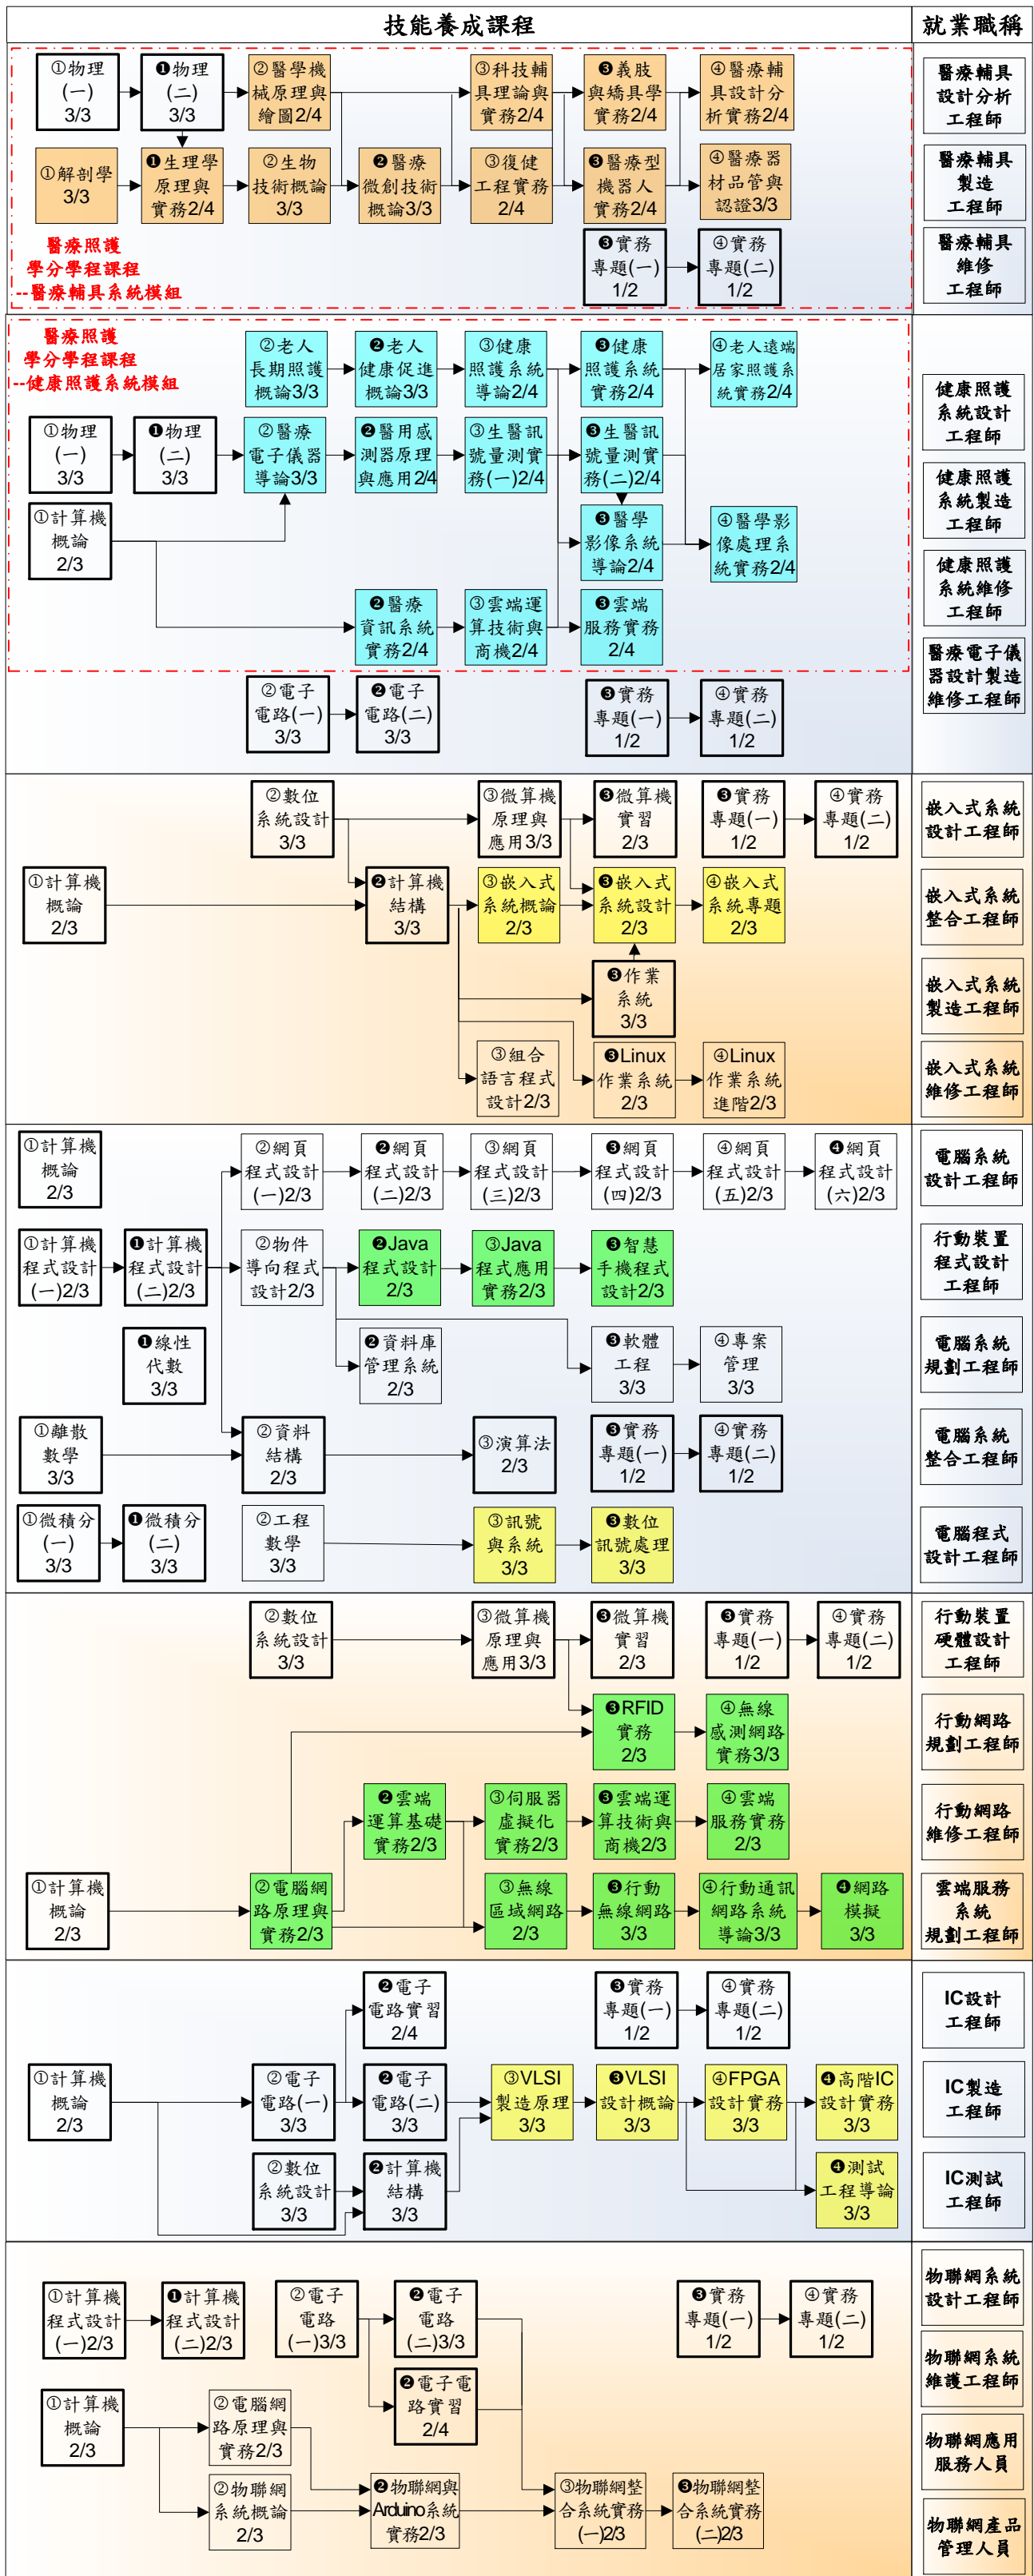 技能養成課程
就業職稱
①物理
(一)
3/3
❶物理
(二)
3/3
②醫學機
械原理與
繪圖2/4
③科技輔
具理論與
實務2/4
❸義肢
與矯具學
實務2/4
④醫療輔
具設計分
析實務2/4
①解剖學
3/3
❶生理學
原理與
實務2/4
②生物
技術概論
3/3
❷醫療
微創技術
概論3/3
③復健
工程實務
2/4
❸醫療型
機器人
實務2/4
④醫療器
材品管與
認證3/3
醫療照護
學分學程課程
--醫療輔具系統模組
❸實務
專題(一)
1/2
④實務
專題(二)
1/2
醫療輔具
設計分析
工程師
醫療輔具
製造
工程師
醫療輔具
維修
工程師
醫療照護
學分學程課程
--健康照護系統模組
②老人
長期照護
概論3/3
❷老人
健康促進
概論3/3
③健康
照護系統
導論2/4
❸健康
照護系統
實務2/4
④老人遠端
居家照護系
統實務2/4
①物理
(一)
3/3
❶物理
(二)
3/3
②醫療
電子儀器
導論3/3
❷醫用感
測器原理
與應用2/4
③生醫訊
號量測實
務(一)2/4
❸生醫訊
號量測實
務(二)2/4
①計算機
概論
2/3
❸醫學
影像系統
導論2/4
④醫學影
像處理系
統實務2/4
❷醫療
資訊系統
實務2/4
③雲端運
算技術與
商機2/4
❸雲端
服務實務
2/4
②電子
電路(一)
3/3
❷電子
電路(二)
3/3
❸實務
專題(一)
1/2
④實務
專題(二)
1/2
健康照護
系統設計
工程師
健康照護
系統製造
工程師
健康照護
系統維修
工程師
醫療電子儀
器設計製造
維修工程師
②數位
系統設計
3/3
③微算機
原理與
應用3/3
❸微算機
實習
2/3
❸實務
專題(一)
1/2
④實務
專題(二)
1/2
①計算機
概論
2/3
❷計算機
結構
3/3
③嵌入式
系統概論
2/3
❸嵌入式
系統設計
2/3
④嵌入式
系統專題
2/3
❸作業
系統
3/3
③組合
語言程式
設計2/3
❸Linux
作業系統
2/3
④Linux
作業系統
進階2/3
嵌入式系統
設計工程師
嵌入式系統
整合工程師
嵌入式系統
製造工程師
嵌入式系統
維修工程師
①計算機
概論
2/3
②網頁
程式設計
(一)2/3
❷網頁
程式設計
(二)2/3
③網頁
程式設計
(三)2/3
❸網頁
程式設計
(四)2/3
④網頁
程式設計
(五)2/3
❹網頁
程式設計
(六)2/3
①計算機
程式設計
(一)2/3
❶計算機
程式設計
(二)2/3
②物件
導向程式
設計2/3
❷Java
程式設計
2/3
③Java
程式應用
實務2/3
❸智慧
手機程式
設計2/3
❶線性
代數
3/3
❷資料庫
管理系統
2/3
❸軟體
工程
3/3
④專案
管理
3/3
①離散
數學
3/3
②資料
結構
2/3
③演算法
2/3
❸實務
專題(一)
1/2
④實務
專題(二)
1/2
①微積分
(一)
3/3
❶微積分
(二)
3/3
②工程
數學
3/3
③訊號
與系統
3/3
❸數位
訊號處理
3/3
電腦系統
設計工程師
行動裝置
程式設計
工程師
電腦系統
規劃工程師
電腦系統
整合工程師
電腦程式
設計工程師
②數位
系統設計
3/3
③微算機
原理與
應用3/3
❸微算機
實習
2/3
❸實務
專題(一)
1/2
④實務
專題(二)
1/2
❸RFID
實務
2/3
④無線
感測網路
實務3/3
❷雲端
運算基礎
實務2/3
③伺服器
虛擬化
實務2/3
❸雲端運
算技術與
商機2/3
④雲端
服務實務
2/3
①計算機
概論
2/3
②電腦網
路原理與
實務2/3
③無線
區域網路
2/3
❸行動
無線網路
3/3
④行動通訊
網路系統
導論3/3
❹網路
模擬
3/3
行動裝置
硬體設計
工程師
行動網路
規劃工程師
行動網路
維修工程師
雲端服務
系統
規劃工程師
❷電子
電路實習
2/4
❸實務
專題(一)
1/2
④實務
專題(二)
1/2
①計算機
概論
2/3
②電子
電路(一)
3/3
❷電子
電路(二)
3/3
③VLSI
製造原理
3/3
❸VLSI
設計概論
3/3
④FPGA
設計實務
3/3
❹高階IC
設計實務
3/3
②數位
系統設計
3/3
❷計算機
結構
3/3
❹測試
工程導論
3/3
IC設計
工程師
IC製造
工程師
IC測試
工程師
①計算機
程式設計
(一)2/3
❶計算機
程式設計
(二)2/3
②電子
電路
(一)3/3
❷電子
電路
(二)3/3
❸實務
專題(一)
1/2
④實務
專題(二)
1/2
❷電子電
路實習
2/4
①計算機
概論
2/3
②電腦網
路原理與
實務2/3
②物聯網
系統概論
2/3
❷物聯網與
Arduino系統
實務2/3
③物聯網整
合系統實務
(一)2/3
❸物聯網整
合系統實務
(二)2/3
物聯網系統
設計工程師
物聯網系統
維護工程師
物聯網應用
服務人員
物聯網產品
管理人員